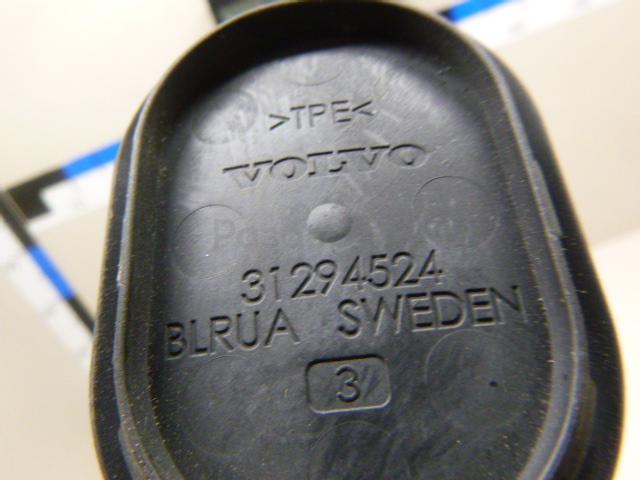 >TPE<
VOLVO
31294524
BLRUA SWEDEN
3